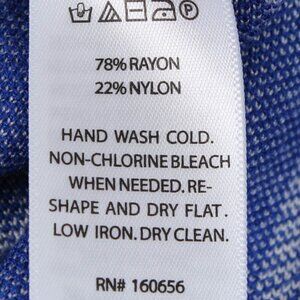 78% RAYON
22% NYLON
HAND WASH COLD.
NON-CHLORINE BLEACH
WHEN NEEDED. RE-
SHAPE AND DRY FLAT.
LOW IRON. DRY CLEAN.
RN# 160656